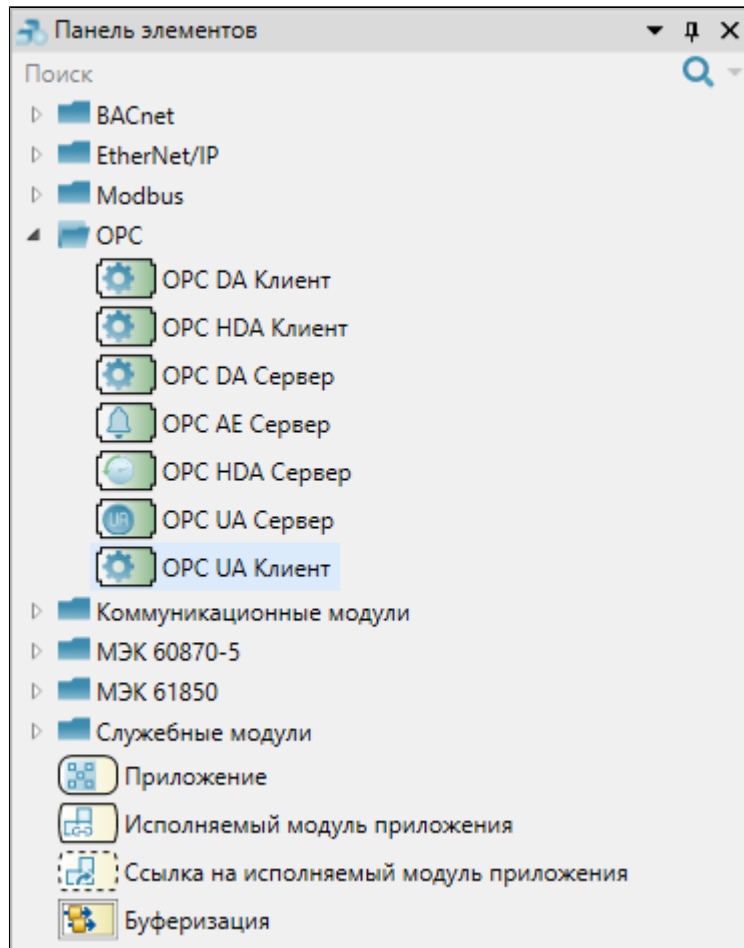 Панель элементов
Поиск
BACnet
EtherNet/IP
Modbus
OPC
OPC DA Клиент
OPC HDA Клиент
OPC DA Сервер
OPC AE Сервер
OPC HDA Сервер
UA
OPC UA Сервер
OPC UA Клиент
Коммуникационные модули
МЭК 60870-5
МЭК 61850
Служебные модули
Приложение
Исполняемый модуль приложения
Ссылка на исполняемый модуль приложения
Буферизация